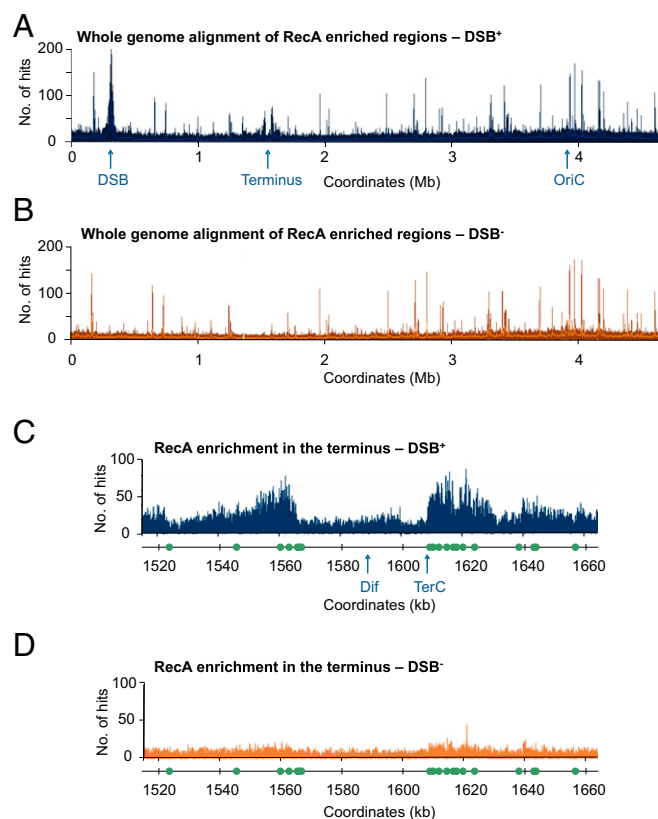 A
Whole genome alignment of RecA enriched regions – DSB⁺
No. of hits
200
100
0
0 1 2 3 4
DSB Terminus OriC
Coordinates (Mb)
B
Whole genome alignment of RecA enriched regions – DSB⁻
No. of hits
200
100
0
0 1 2 3 4
Coordinates (Mb)
C
RecA enrichment in the terminus – DSB⁺
No. of hits
100
50
0
1520 1540 1560 1580 1600 1620 1640 1660
Dif TerC
Coordinates (kb)
D
RecA enrichment in the terminus – DSB⁻
No. of hits
100
50
0
1520 1540 1560 1580 1600 1620 1640 1660
Coordinates (kb)